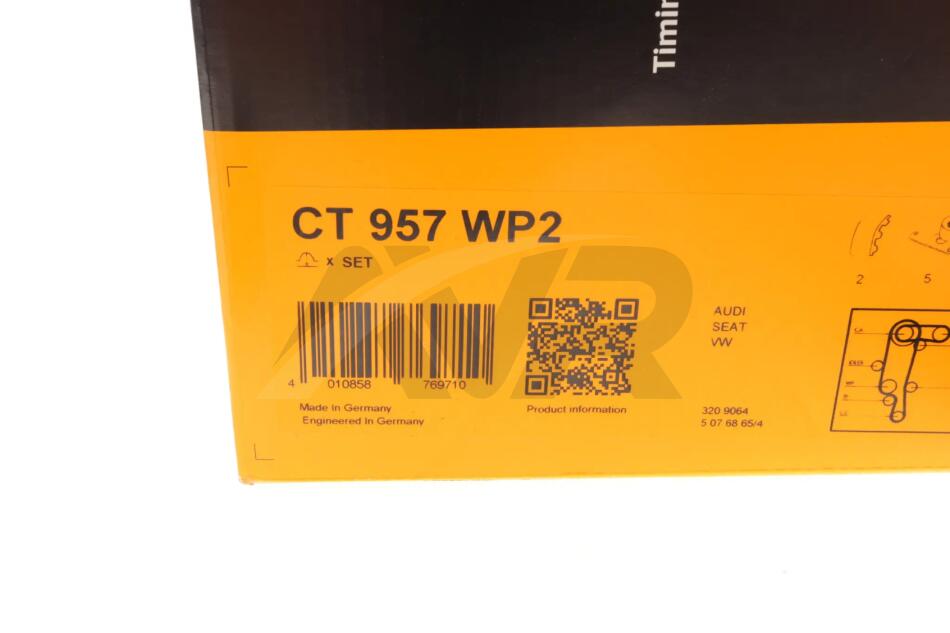 Timin
CT 957 WP2
x SET
AUDI
SEAT
VW
2
5
4 010858 769710
Made In Germany
Engineered In Germany
Product information
320 9064
5 07 68 65/4
AVR